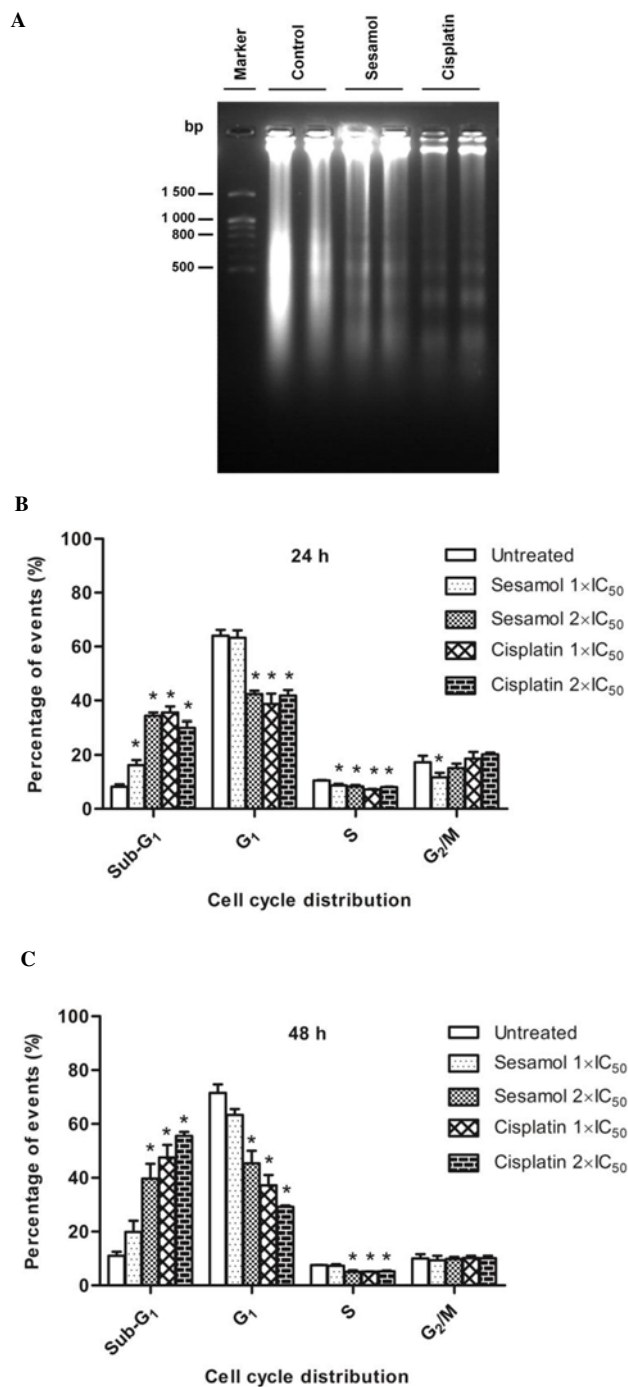 A
Marker
Control
Sesamol
Cisplatin
bp
1 500
1 000
800
500
B
24 h
Untreated
Sesamol 1×IC₅₀
Sesamol 2×IC₅₀
Cisplatin 1×IC₅₀
Cisplatin 2×IC₅₀
Percentage of events (%)
100
80
60
40
20
0
* * * *
* * *
* * * *
*
Sub-G₁
G₁
S
G₂/M
Cell cycle distribution
C
48 h
Untreated
Sesamol 1×IC₅₀
Sesamol 2×IC₅₀
Cisplatin 1×IC₅₀
Cisplatin 2×IC₅₀
Percentage of events (%)
100
80
60
40
20
0
* * *
* * *
* * *
Sub-G₁
G₁
S
G₂/M
Cell cycle distribution